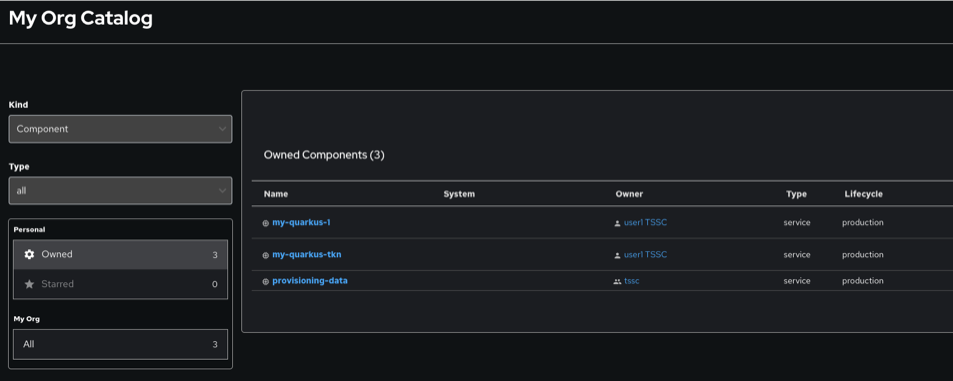 My Org Catalog
Kind
Component
Type
all
Personal
Owned 3
Starred 0
My Org
All 3
Owned Components (3)
Name System Owner Type Lifecycle
my-quarkus-1 user1 TSSC service production
my-quarkus-tkn user1 TSSC service production
provisioning-data tssc service production